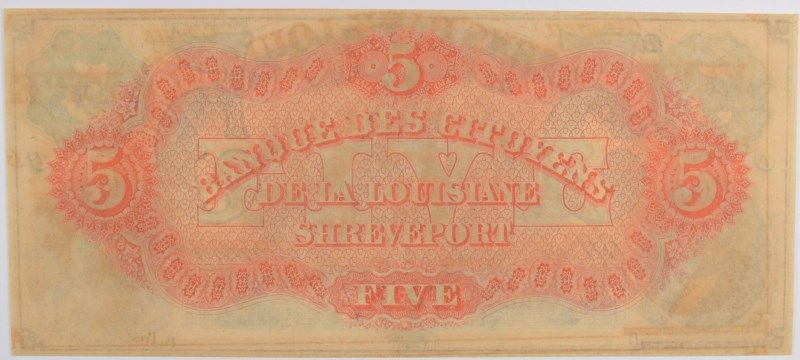 5
BANQUE DES CITOYENS
5 DE LA LOUISIANE 5
SHREVEPORT
FIVE